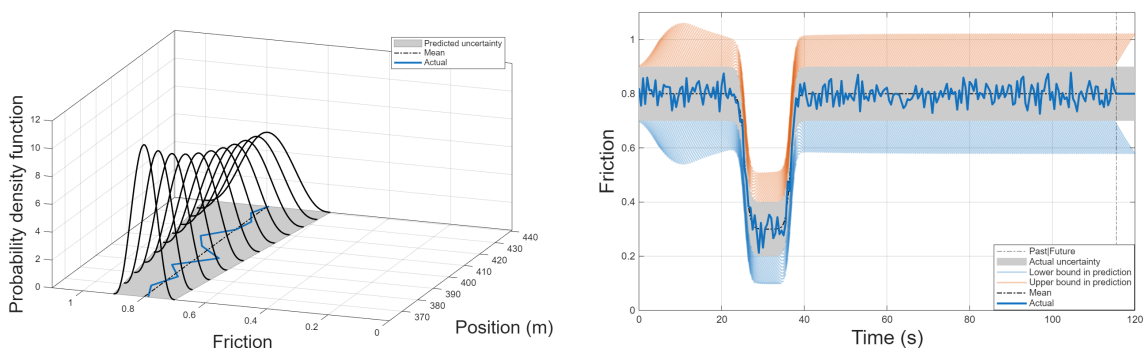 Probability density function
12
10
8
6
4
2
0
1
0.8
0.6
0.4
0.2
0
Friction
370
380
390
400
410
420
430
440
Position (m)
Predicted uncertainty
Mean
Actual
Friction
1
0.8
0.6
0.4
0.2
0
0
20
40
60
80
100
120
Time (s)
Past|Future
Actual uncertainty
Lower bound in prediction
Upper bound in prediction
Mean
Actual